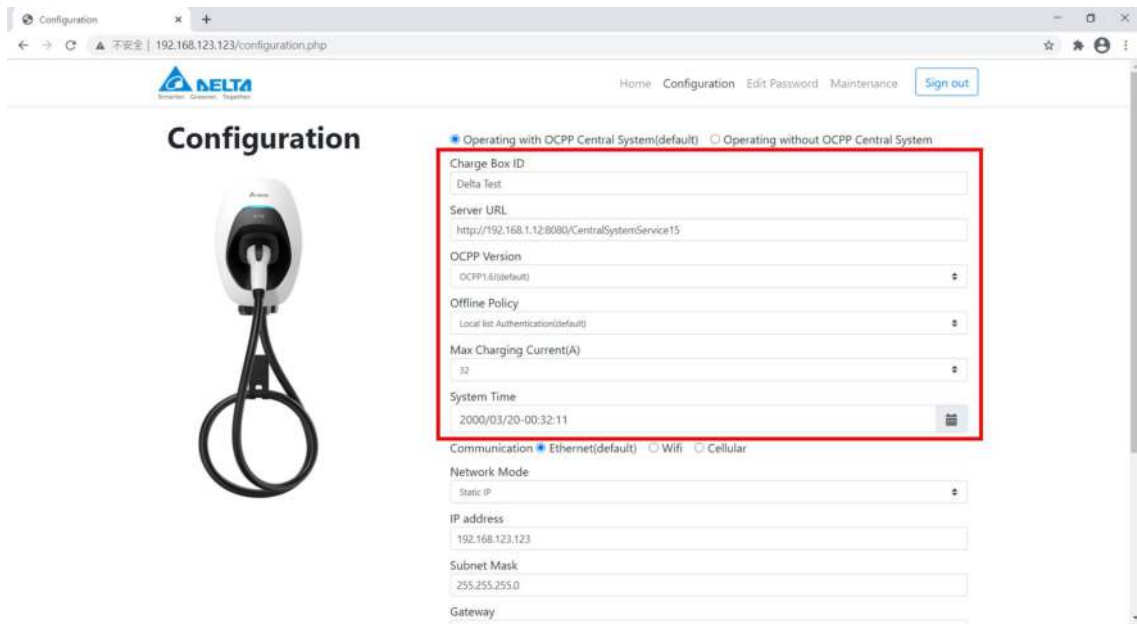 Configuration
不安全 | 192.168.123.123/configuration.php
DELTA
Smarter. Greener. Together.
Home Configuration Edit Password Maintenance Sign out
Configuration
Operating with OCPP Central System(default) Operating without OCPP Central System
Charge Box ID
Delta Test
Server URL
http://192.168.1.12:8080/CentralSystemService15
OCPP Version
OCPP1.6J(default)
Offline Policy
Local list Authentication(default)
Max Charging Current(A)
32
System Time
2000/03/20-00:32:11
Communication Ethernet(default) Wifi Cellular
Network Mode
Static IP
IP address
192.168.123.123
Subnet Mask
255.255.255.0
Gateway